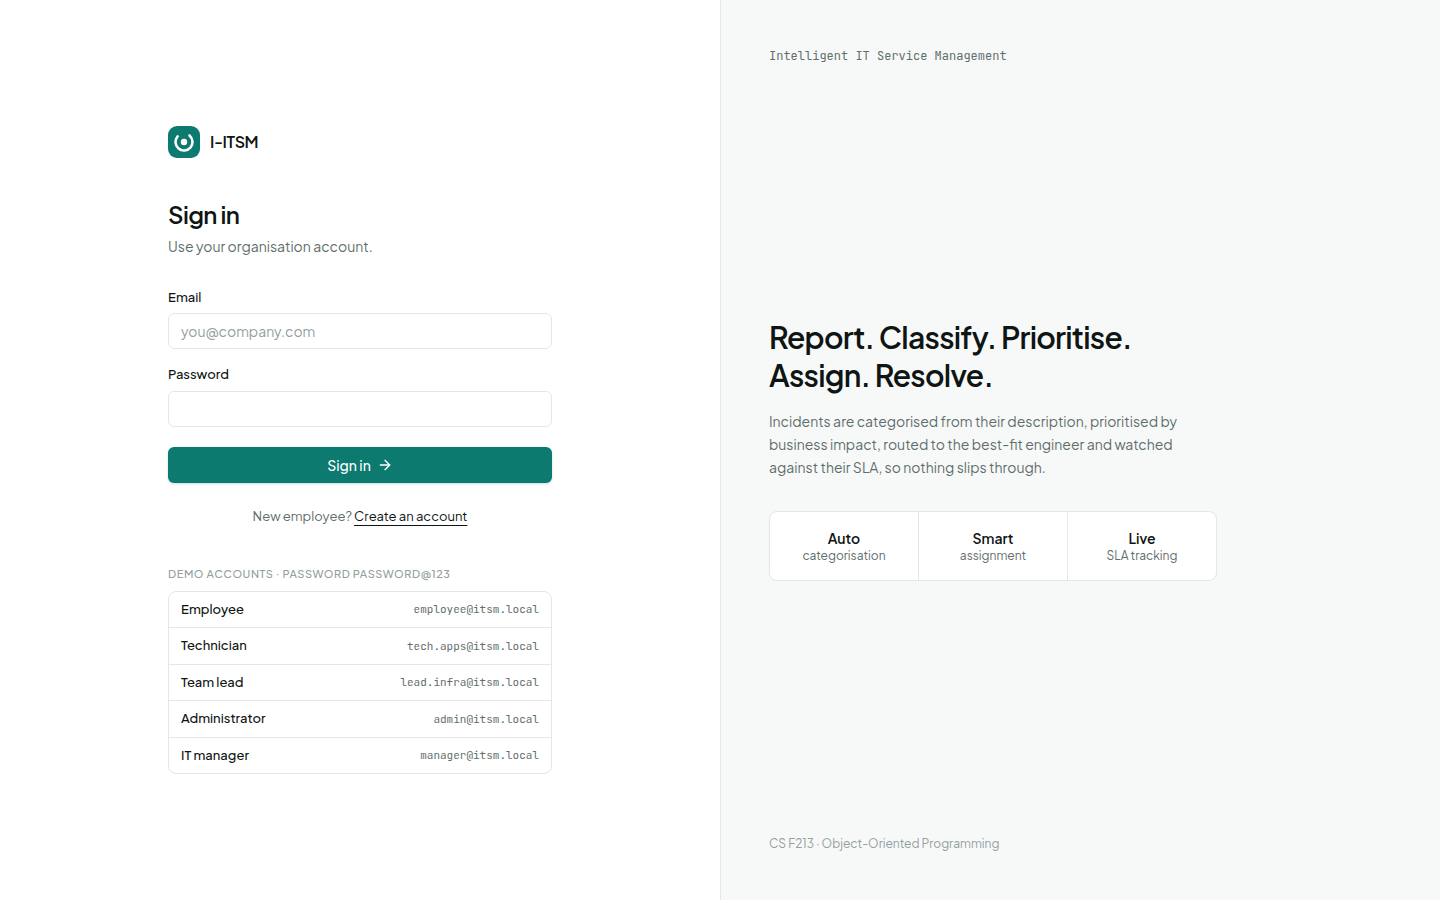 I-ITSM
Sign in
Use your organisation account.
Email
you@company.com
Password
Sign in →
New employee? Create an account
DEMO ACCOUNTS · PASSWORD PASSWORD@123
Employee employee@itsm.local
Technician tech.apps@itsm.local
Team lead lead.infra@itsm.local
Administrator admin@itsm.local
IT manager manager@itsm.local
Intelligent IT Service Management
Report. Classify. Prioritise.
Assign. Resolve.
Incidents are categorised from their description, prioritised by
business impact, routed to the best-fit engineer and watched
against their SLA, so nothing slips through.
Auto
categorisation
Smart
assignment
Live
SLA tracking
CS F213 · Object-Oriented Programming